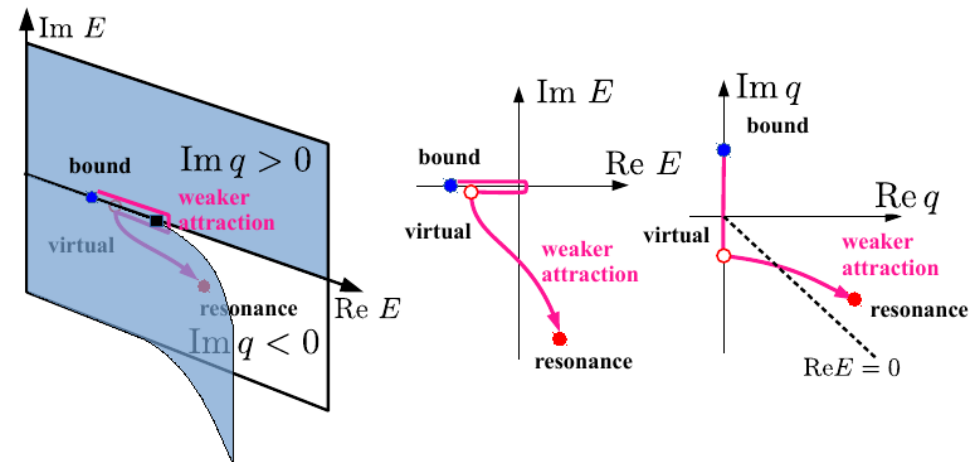 Im E
bound
Im q > 0
weaker
attraction
virtual
resonance
Re E
Im q < 0
Im E
bound
Re E
virtual
weaker
attraction
resonance
Im q
bound
Re q
virtual
weaker
attraction
resonance
ReE = 0